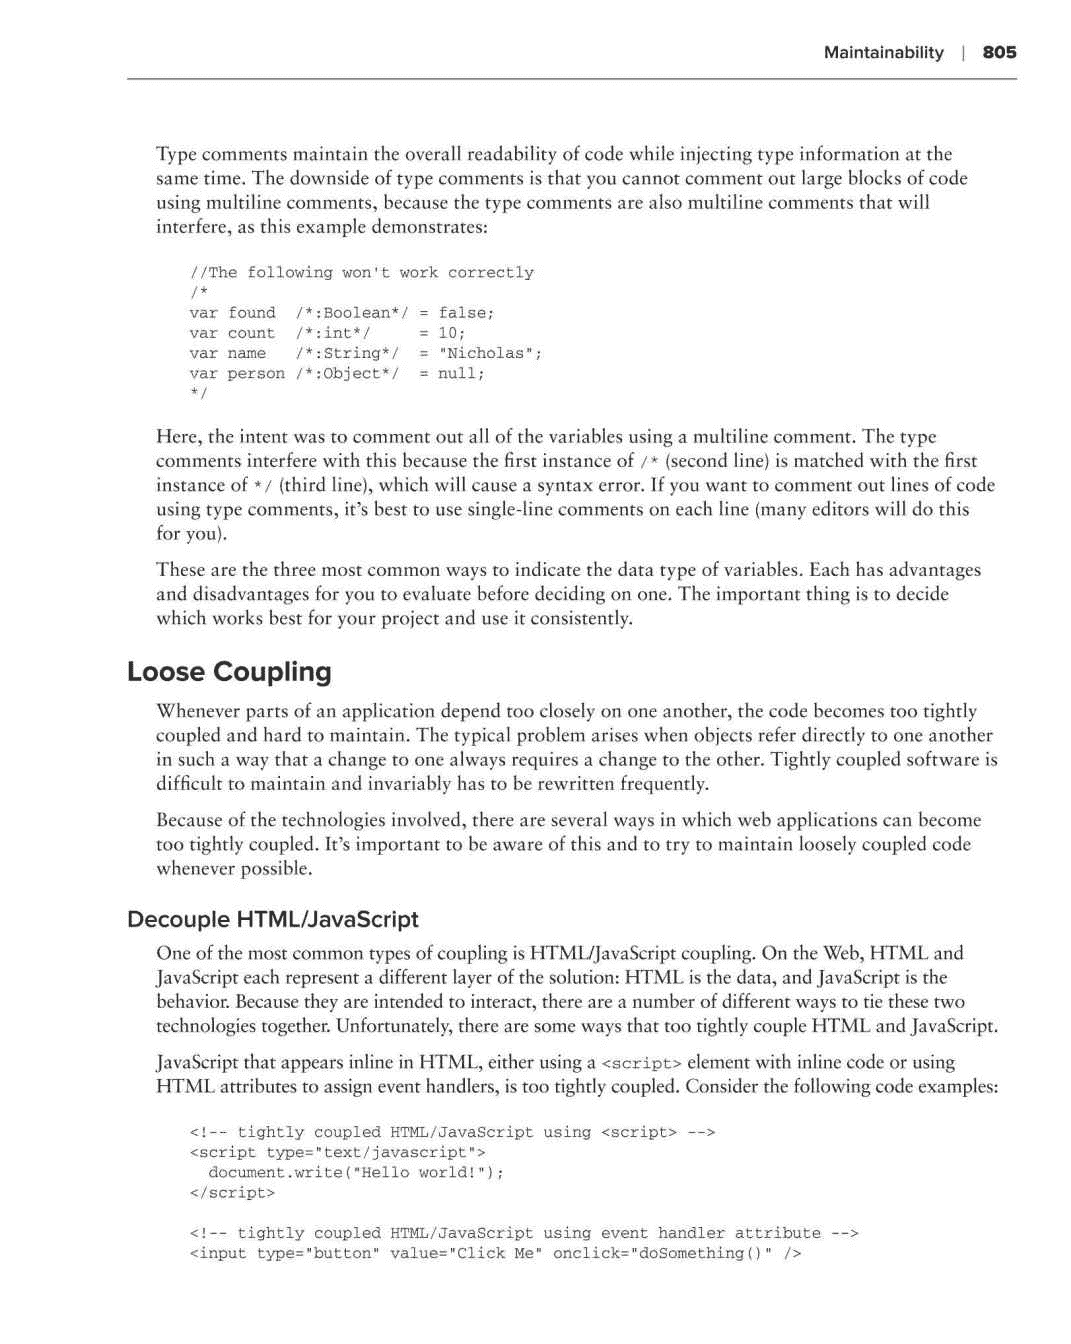 Maintainability | 805
Type comments maintain the overall readability of code while injecting type information at the
same time. The downside of type comments is that you cannot comment out large blocks of code
using multiline comments, because the type comments are also multiline comments that will
interfere, as this example demonstrates:
//The following won't work correctly
/*
var found  /*:Boolean*/ = false;
var count  /*:int*/     = 10;
var name   /*:String*/  = "Nicholas";
var person /*:Object*/  = null;
*/
Here, the intent was to comment out all of the variables using a multiline comment. The type
comments interfere with this because the first instance of /* (second line) is matched with the first
instance of */ (third line), which will cause a syntax error. If you want to comment out lines of code
using type comments, it’s best to use single-line comments on each line (many editors will do this
for you).
These are the three most common ways to indicate the data type of variables. Each has advantages
and disadvantages for you to evaluate before deciding on one. The important thing is to decide
which works best for your project and use it consistently.
Loose Coupling
Whenever parts of an application depend too closely on one another, the code becomes too tightly
coupled and hard to maintain. The typical problem arises when objects refer directly to one another
in such a way that a change to one always requires a change to the other. Tightly coupled software is
difficult to maintain and invariably has to be rewritten frequently.
Because of the technologies involved, there are several ways in which web applications can become
too tightly coupled. It’s important to be aware of this and to try to maintain loosely coupled code
whenever possible.
Decouple HTML/JavaScript
One of the most common types of coupling is HTML/JavaScript coupling. On the Web, HTML and
JavaScript each represent a different layer of the solution: HTML is the data, and JavaScript is the
behavior. Because they are intended to interact, there are a number of different ways to tie these two
technologies together. Unfortunately, there are some ways that too tightly couple HTML and JavaScript.
JavaScript that appears inline in HTML, either using a <script> element with inline code or using
HTML attributes to assign event handlers, is too tightly coupled. Consider the following code examples:
<!-- tightly coupled HTML/JavaScript using <script> -->
<script type="text/javascript">
  document.write("Hello world!");
</script>
<!-- tightly coupled HTML/JavaScript using event handler attribute -->
<input type="button" value="Click Me" onclick="doSomething()" />